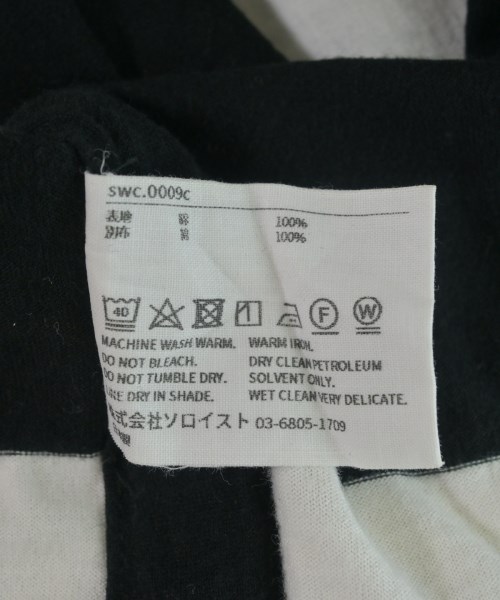 swc.0009c
表地 綿 100%
別布 綿 100%
40
F W
MACHINE WASH WARM. WARM IRON.
DO NOT BLEACH. DRY CLEAN PETROLEUM
DO NOT TUMBLE DRY. SOLVENT ONLY.
LINE DRY IN SHADE. WET CLEAN VERY DELICATE.
株式会社ソロイスト 03-6805-1709